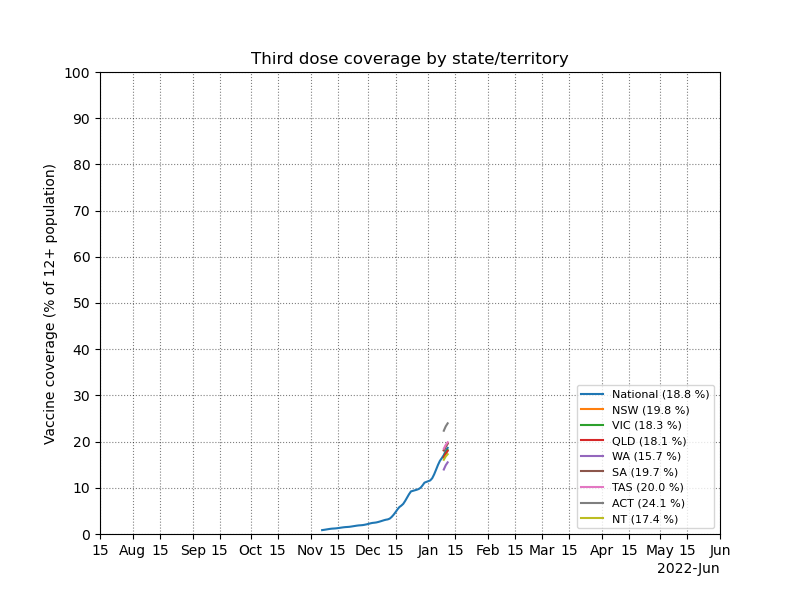 Third dose coverage by state/territory
Vaccine coverage (% of 12+ population)
100
90
80
70
60
50
40
30
20
10
0
National (18.8 %)
NSW (19.8 %)
VIC (18.3 %)
QLD (18.1 %)
WA (15.7 %)
SA (19.7 %)
TAS (20.0 %)
ACT (24.1 %)
NT (17.4 %)
15 Aug 15 Sep 15 Oct 15 Nov 15 Dec 15 Jan 15 Feb 15 Mar 15 Apr 15 May 15 Jun
2022-Jun